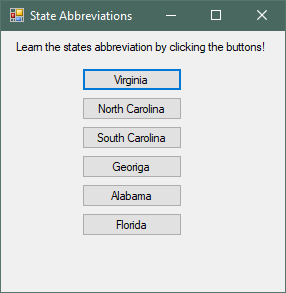 State Abbreviations
Learn the states abbreviation by clicking the buttons!
Virginia
North Carolina
South Carolina
Georiga
Alabama
Florida